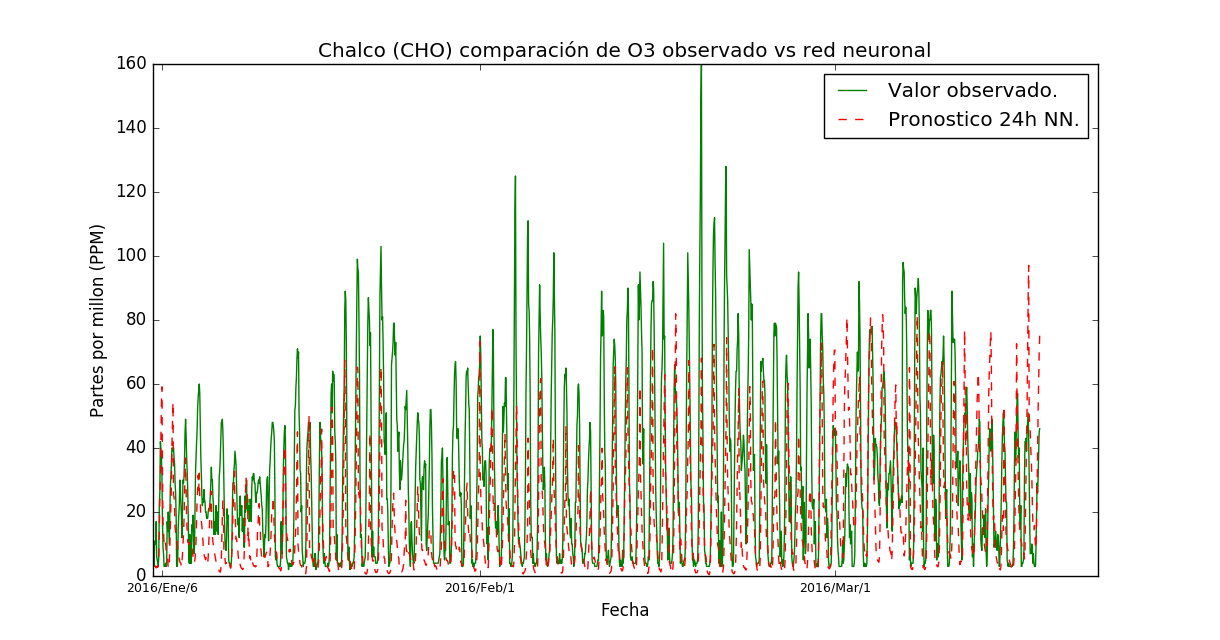 Chalco (CHO) comparación de O3 observado vs red neuronal
Valor observado.
Pronostico 24h NN.
Partes por millon (PPM)
160
140
120
100
80
60
40
20
0
2016/Ene/6
2016/Feb/1
2016/Mar/1
Fecha